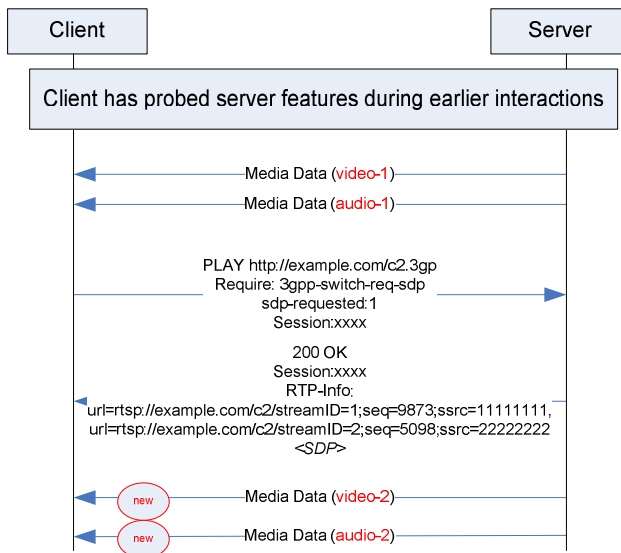 Client
Server
Client has probed server features during earlier interactions
Media Data (video-1)
Media Data (audio-1)
PLAY http://example.com/c2.3gp
Require: 3gpp-switch-req-sdp
sdp-requested:1
Session:xxxx
200 OK
Session:xxxx
RTP-Info:
url=rtsp://example.com/c2/streamID=1;seq=9873;ssrc=11111111,
url=rtsp://example.com/c2/streamID=2;seq=5098;ssrc=22222222
<SDP>
new
Media Data (video-2)
new
Media Data (audio-2)